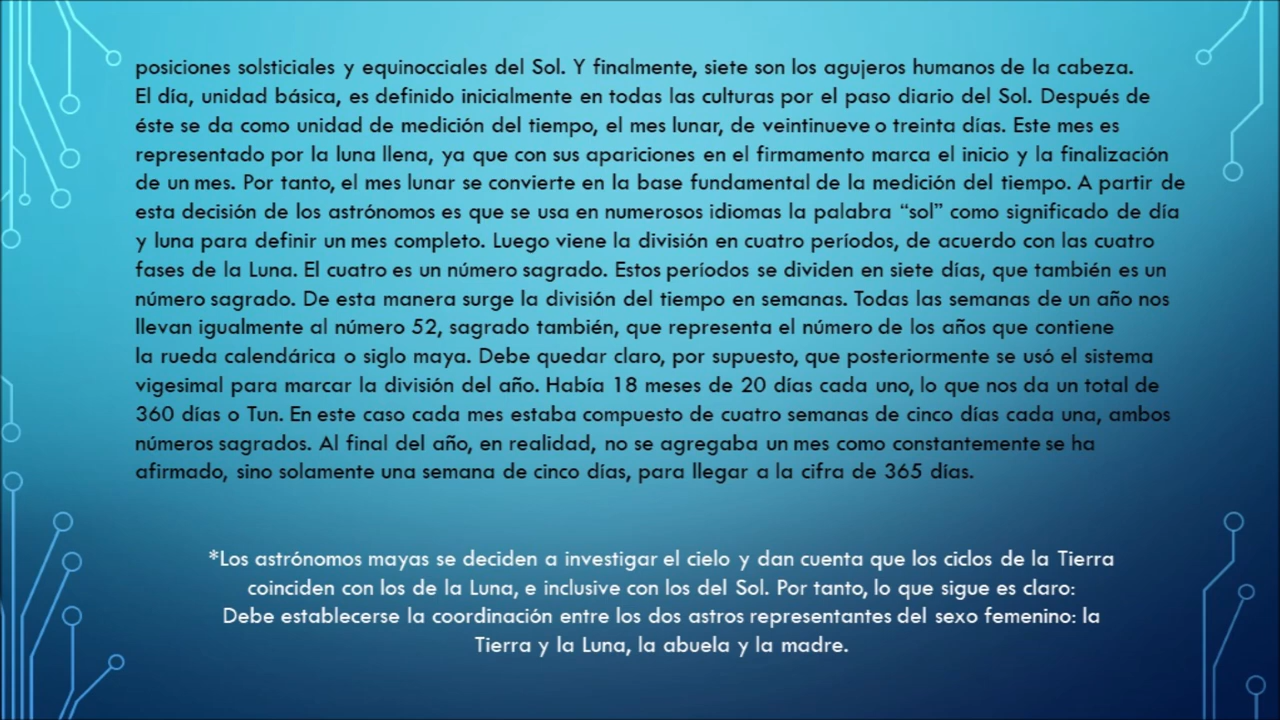 posiciones solsticiales y equinocciales del Sol. Y finalmente, siete son los agujeros humanos de la cabeza.
El día, unidad básica, es definido inicialmente en todas las culturas por el paso diario del Sol. Después de
éste se da como unidad de medición del tiempo, el mes lunar, de veintinueve o treinta días. Este mes es
representado por la luna llena, ya que con sus apariciones en el firmamento marca el inicio y la finalización
de un mes. Por tanto, el mes lunar se convierte en la base fundamental de la medición del tiempo. A partir de
esta decisión de los astrónomos es que se usa en numerosos idiomas la palabra “sol” como significado de día
y luna para definir un mes completo. Luego viene la división en cuatro períodos, de acuerdo con las cuatro
fases de la Luna. El cuatro es un número sagrado. Estos períodos se dividen en siete días, que también es un
número sagrado. De esta manera surge la división del tiempo en semanas. Todas las semanas de un año nos
llevan igualmente al número 52, sagrado también, que representa el número de los años que contiene
la rueda calendárica o siglo maya. Debe quedar claro, por supuesto, que posteriormente se usó el sistema
vigesimal para marcar la división del año. Había 18 meses de 20 días cada uno, lo que nos da un total de
360 días o Tun. En este caso cada mes estaba compuesto de cuatro semanas de cinco días cada una, ambos
números sagrados. Al final del año, en realidad, no se agregaba un mes como constantemente se ha
afirmado, sino solamente una semana de cinco días, para llegar a la cifra de 365 días.
*Los astrónomos mayas se deciden a investigar el cielo y dan cuenta que los ciclos de la Tierra
coinciden con los de la Luna, e inclusive con los del Sol. Por tanto, lo que sigue es claro:
Debe establecerse la coordinación entre los dos astros representantes del sexo femenino: la
Tierra y la Luna, la abuela y la madre.